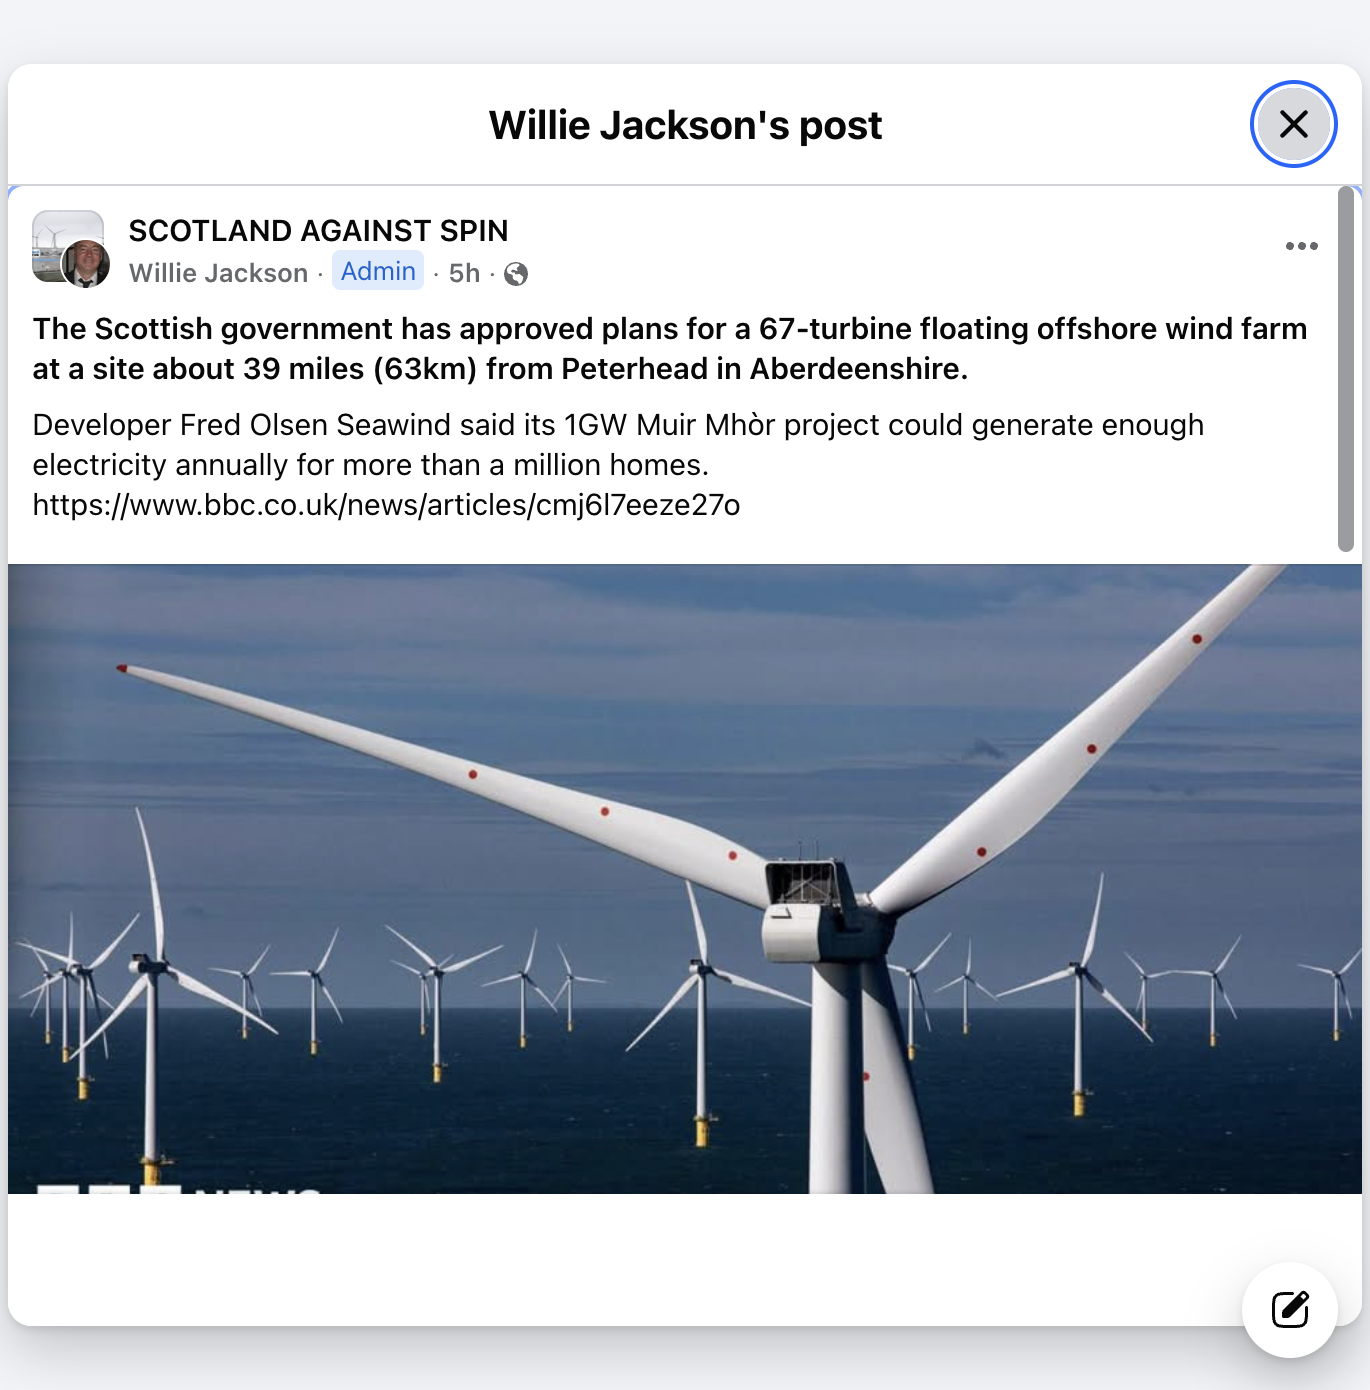 Willie Jackson's post
SCOTLAND AGAINST SPIN
Willie Jackson · Admin · 5h ·
The Scottish government has approved plans for a 67-turbine floating offshore wind farm
at a site about 39 miles (63km) from Peterhead in Aberdeenshire.
Developer Fred Olsen Seawind said its 1GW Muir Mhòr project could generate enough
electricity annually for more than a million homes.
https://www.bbc.co.uk/news/articles/cmj6l7eeze27o
NEWS